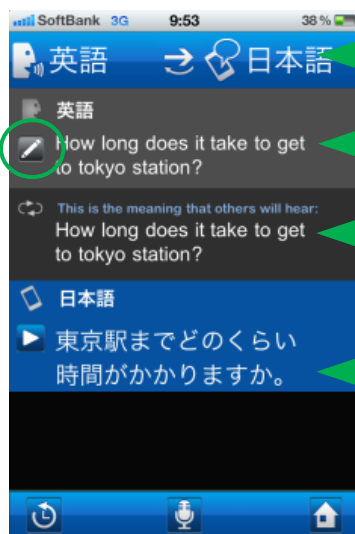 SoftBank 3G 9:53 38%
英語 日本語
英語
How long does it take to get
to tokyo station?
This is the meaning that others will hear:
How long does it take to get
to tokyo station?
日本語
東京駅までどのくらい
時間がかかりますか。